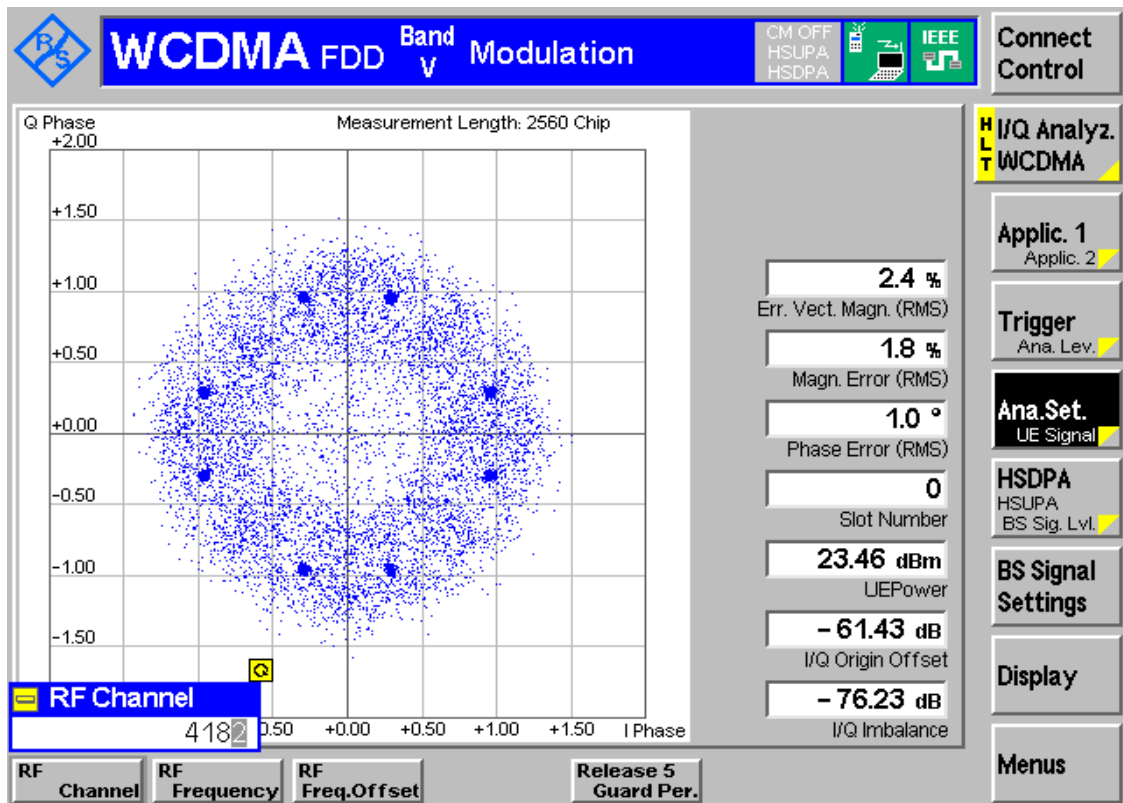 R/S
WCDMA FDD Band V Modulation
CM OFF
HSUPA
HSDPA
IEEE
Connect
Control
Q Phase
Measurement Length: 2560 Chip
+2.00
+1.50
+1.00
+0.50
+0.00
-0.50
-1.00
-1.50
HLT
I/Q Analyz.
WCDMA
Applic. 1
Applic. 2
Trigger
Ana. Lev.
Ana.Set.
UE Signal
HSDPA
HSUPA
BS Sig. Lvl.
BS Signal
Settings
Display
Menus
2.4 %
Err. Vect. Magn. (RMS)
1.8 %
Magn. Error (RMS)
1.0 °
Phase Error (RMS)
0
Slot Number
23.46 dBm
UEPower
-61.43 dB
I/Q Origin Offset
-76.23 dB
I/Q Imbalance
Q
RF Channel
4182
0.50 +0.00 +0.50 +1.00 +1.50 I Phase
RF
Channel
RF
Frequency
RF
Freq.Offset
Release 5
Guard Per.